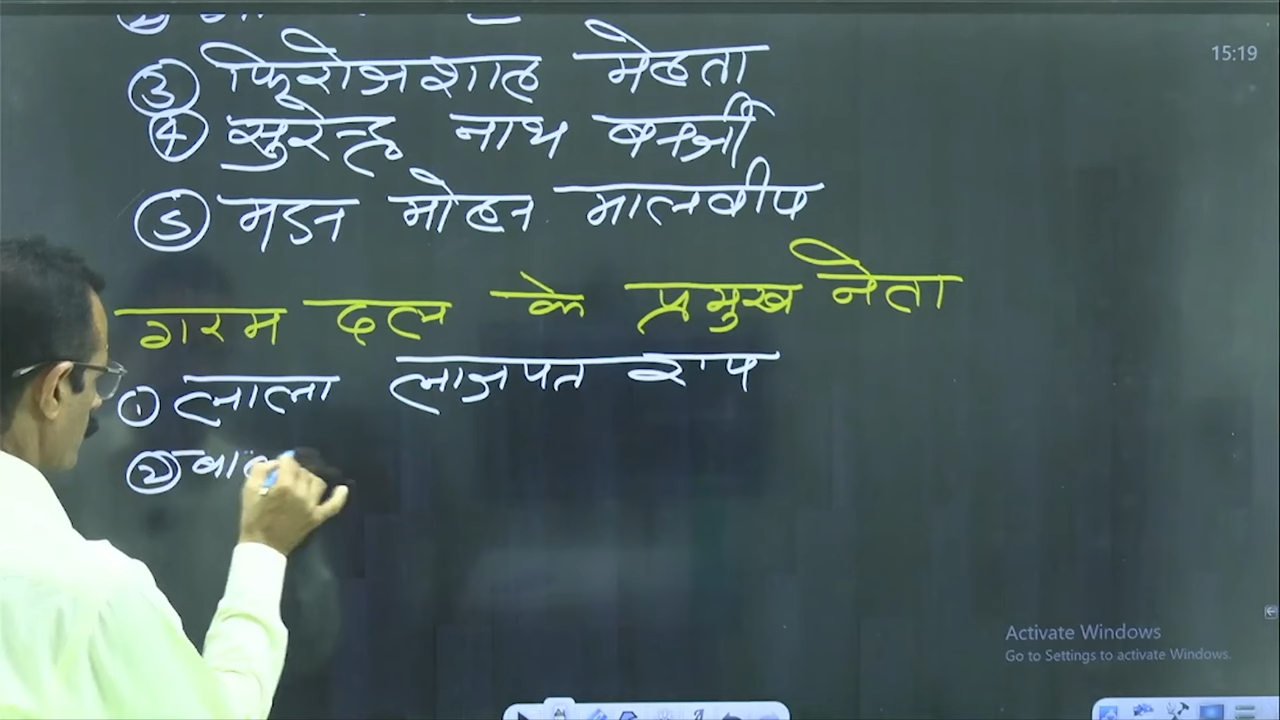 15:19
③ फिरोजशाह मेहता
④ सुरेन्द्र नाथ बनर्जी
⑤ मदन मोहन मालवीय
गरम दल के प्रमुख नेता
① लाला लाजपत राय
② बाल
Activate Windows
Go to Settings to activate Windows.